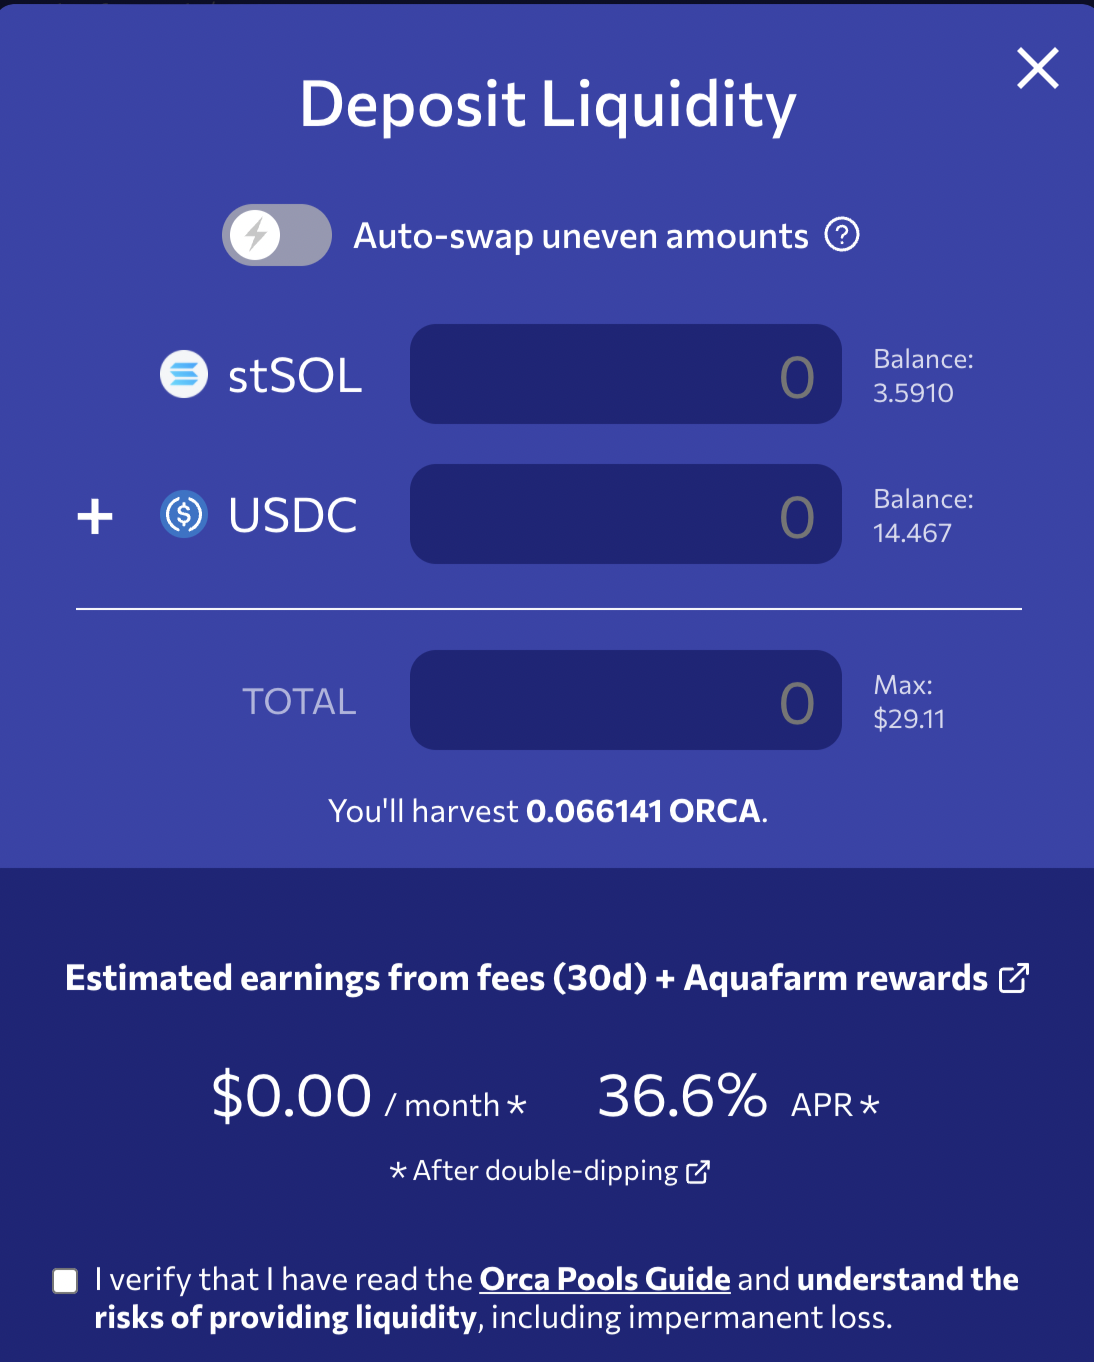 Deposit Liquidity
Auto-swap uneven amounts ?
stSOL
0
Balance:
3.5910
+ USDC
0
Balance:
14.467
TOTAL
0
Max:
$29.11
You'll harvest 0.066141 ORCA.
Estimated earnings from fees (30d) + Aquafarm rewards
$0.00 / month *
36.6% APR *
* After double-dipping
I verify that I have read the Orca Pools Guide and understand the
risks of providing liquidity, including impermanent loss.